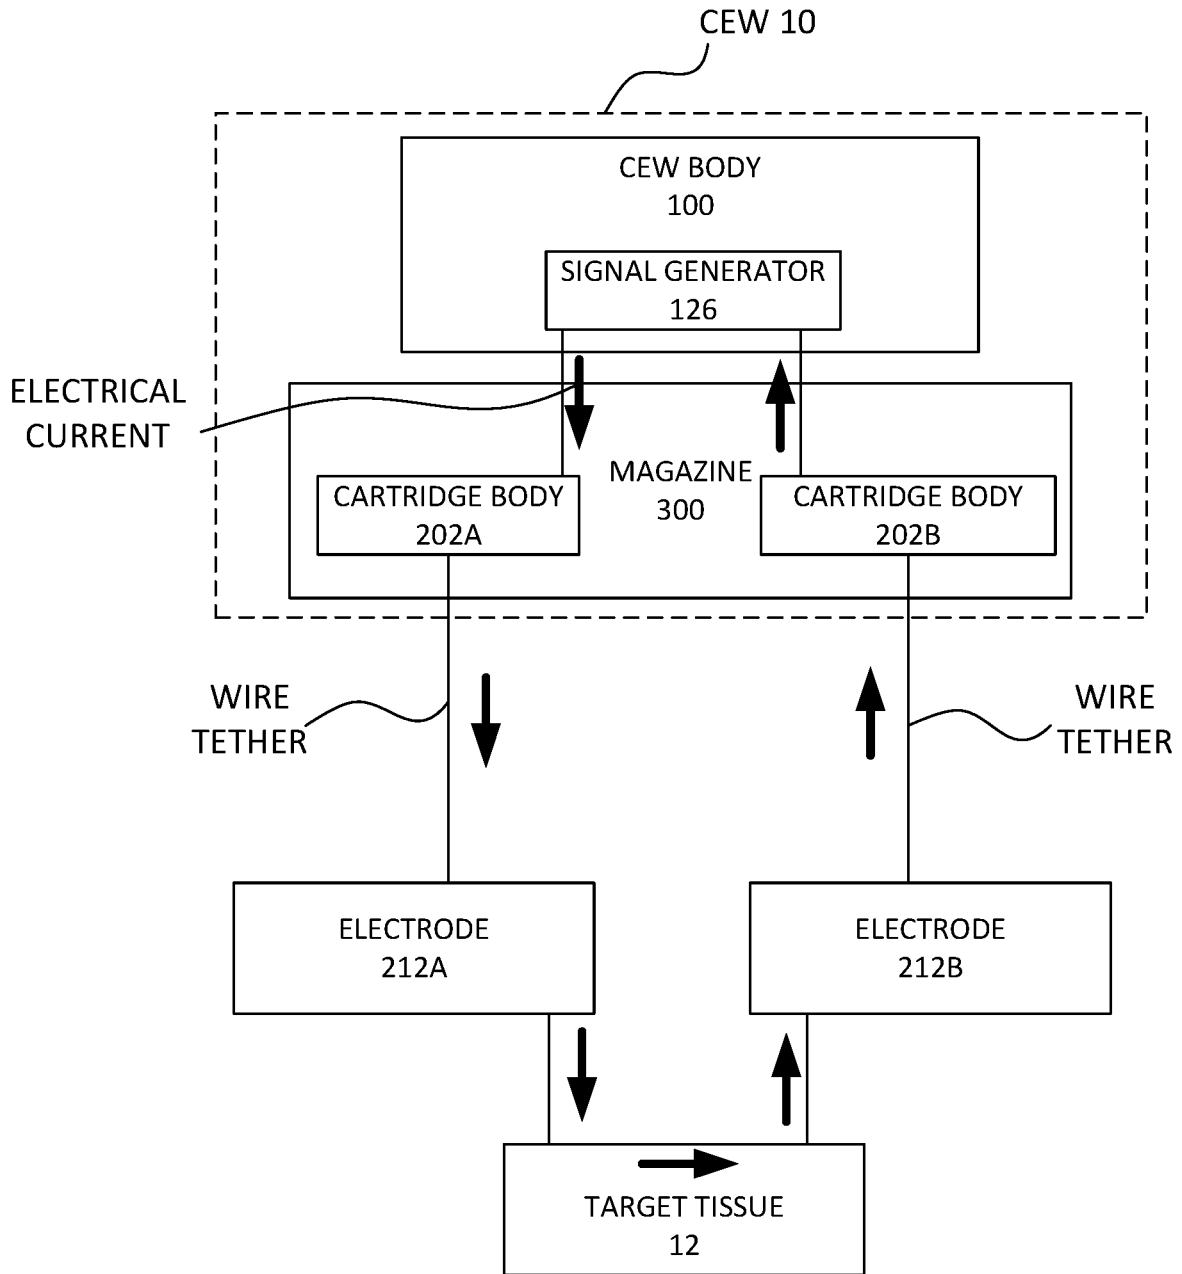 CEW 10
CEW BODY
100
SIGNAL GENERATOR
126
ELECTRICAL
CURRENT
MAGAZINE
300
CARTRIDGE BODY
202A
CARTRIDGE BODY
202B
WIRE
TETHER
WIRE
TETHER
ELECTRODE
212A
ELECTRODE
212B
TARGET TISSUE
12